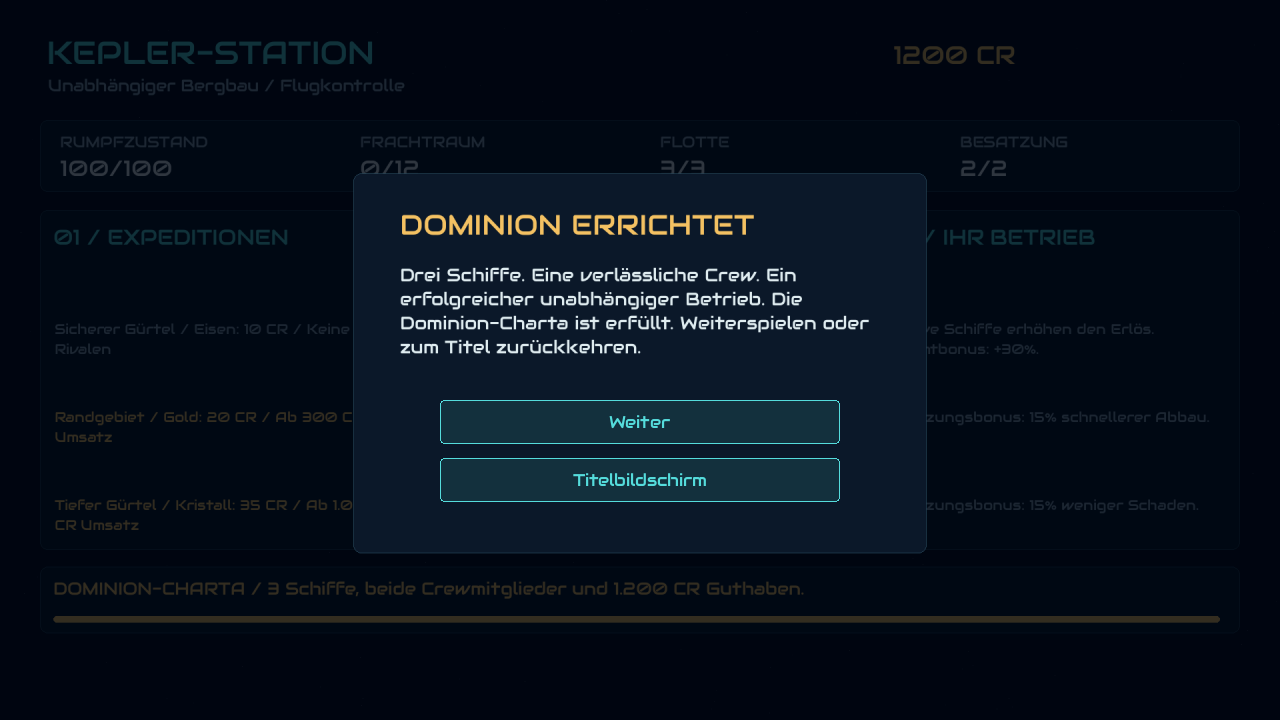 KEPLER-STATION
1200 CR
Unabhängiger Bergbau / Flugkontrolle
RUMPFZUSTAND
FRACHTRAUM
FLOTTE
BESATZUNG
100/100
0/12
3/3
2/2
01 / EXPEDITIONEN
/ IHR BETRIEB
DOMINION ERRICHTET
Drei Schiffe. Eine verlässliche Crew. Ein
erfolgreicher unabhängiger Betrieb. Die
Dominion-Charta ist erfüllt. Weiterspielen oder
zum Titel zurückkehren.
Weiter
Titelbildschirm
Sicherer Gürtel / Eisen: 10 CR / Keine
Rivalen
Schiffe erhöhen den Erlös.
+30%.
Randgebiet / Gold: 20 CR / Ab 300
Umsatz
15% schnellerer Abbau.
Tiefer Gürtel / Kristall: 35 CR / Ab
CR Umsatz
15% weniger Schaden.
DOMINION-CHARTA / 3 Schiffe, beide Crewmitglieder und 1.200 CR Guthaben.